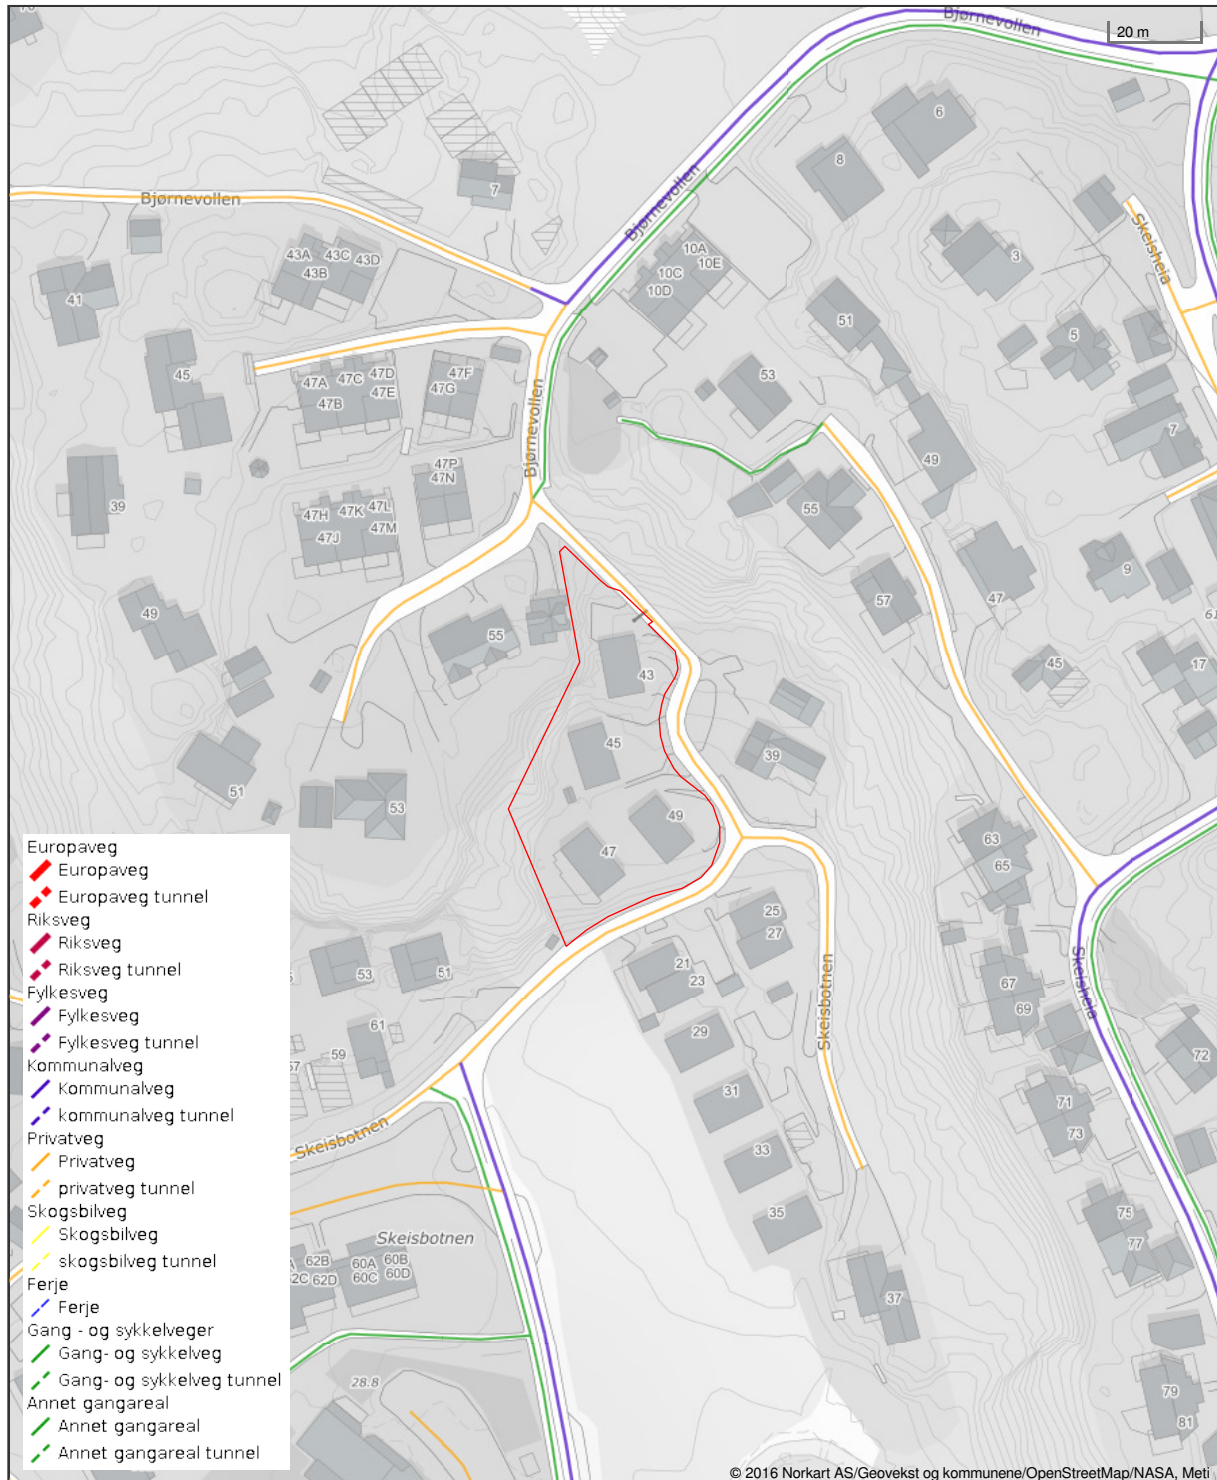 Bjørnevollen
20 m
6
8
7
Bjørnevollen
Bjørnevollen
Skeisheia
10A
10E
10C
10D
3
43A
43C
43D
43B
41
51
5
45
47D
47F
47A
47C
47E
47G
47B
53
Bjørnevollen
7
49
47P
47N
39
47H
47K
47L
47M
47J
55
9
47
57
49
55
17
45
43
45
39
51
53
49
47
63
65
Europaveg
Europaveg
Europaveg tunnel
Riksveg
Riksveg
Riksveg tunnel
Fylkesveg
Fylkesveg
Fylkesveg tunnel
Kommunalveg
Kommunalveg
kommunalveg tunnel
Privatveg
Privatveg
privatveg tunnel
Skogsbilveg
Skogsbilveg
skogsbilveg tunnel
Ferje
Ferje
Gang - og sykkelveger
Gang- og sykkelveg
Gang- og sykkelveg tunnel
Annet gangareal
Annet gangareal
Annet gangareal tunnel
25
27
53
51
21
23
Skeisbotnen
67
69
Skeisheia
61
59
29
31
33
35
72
71
73
Skeisbotnen
75
77
Skeisbotnen
62B
62D
60A
60B
60C
60D
37
28.8
79
81
© 2016 Norkart AS/Geovekst og kommunene/OpenStreetMap/NASA, Meti